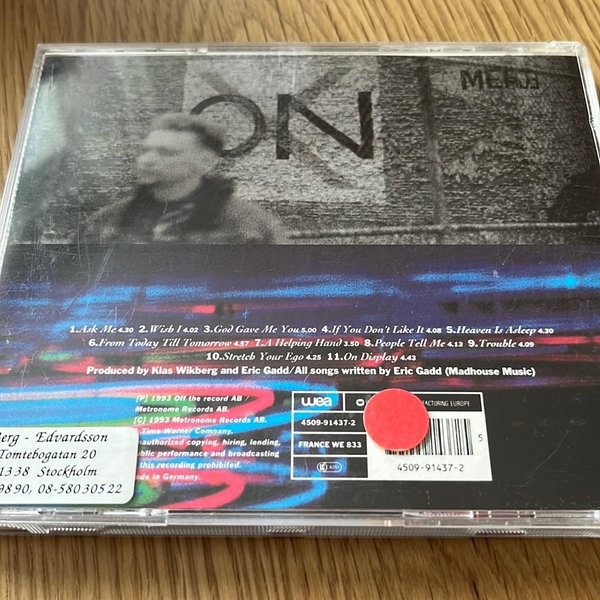 ON
1.Ask Me 4.30 2.Wish I 4.02 3.God Gave Me You 5.00 4.If You Don't Like It 4.08 5.Heaven Is Asleep 4.30
6.From Today Till Tomorrow 4.57 7.A Helping Hand 3.50 8.People Tell Me 4.13 9.Trouble 4.09
10.Stretch Your Ego 4.25 11.On Display 4.43
Produced by Klas Wikberg and Eric Gadd/All songs written by Eric Gadd (Madhouse Music)
(P) 1993 Off the record AB.
Metronome Records AB.
(C) 1993 Metronome Records AB.
Time Warner Company.
authorized copying, hiring, lending,
public performance and broadcasting
this recording prohibited.
Made in Germany.
Berg - Edvardsson
Tomtebogatan 20
1338 Stockholm
9890, 08-58030522
wea
FACTURING EUROPE
4509-91437-2
FRANCE WE 833
5
4509-91437-2